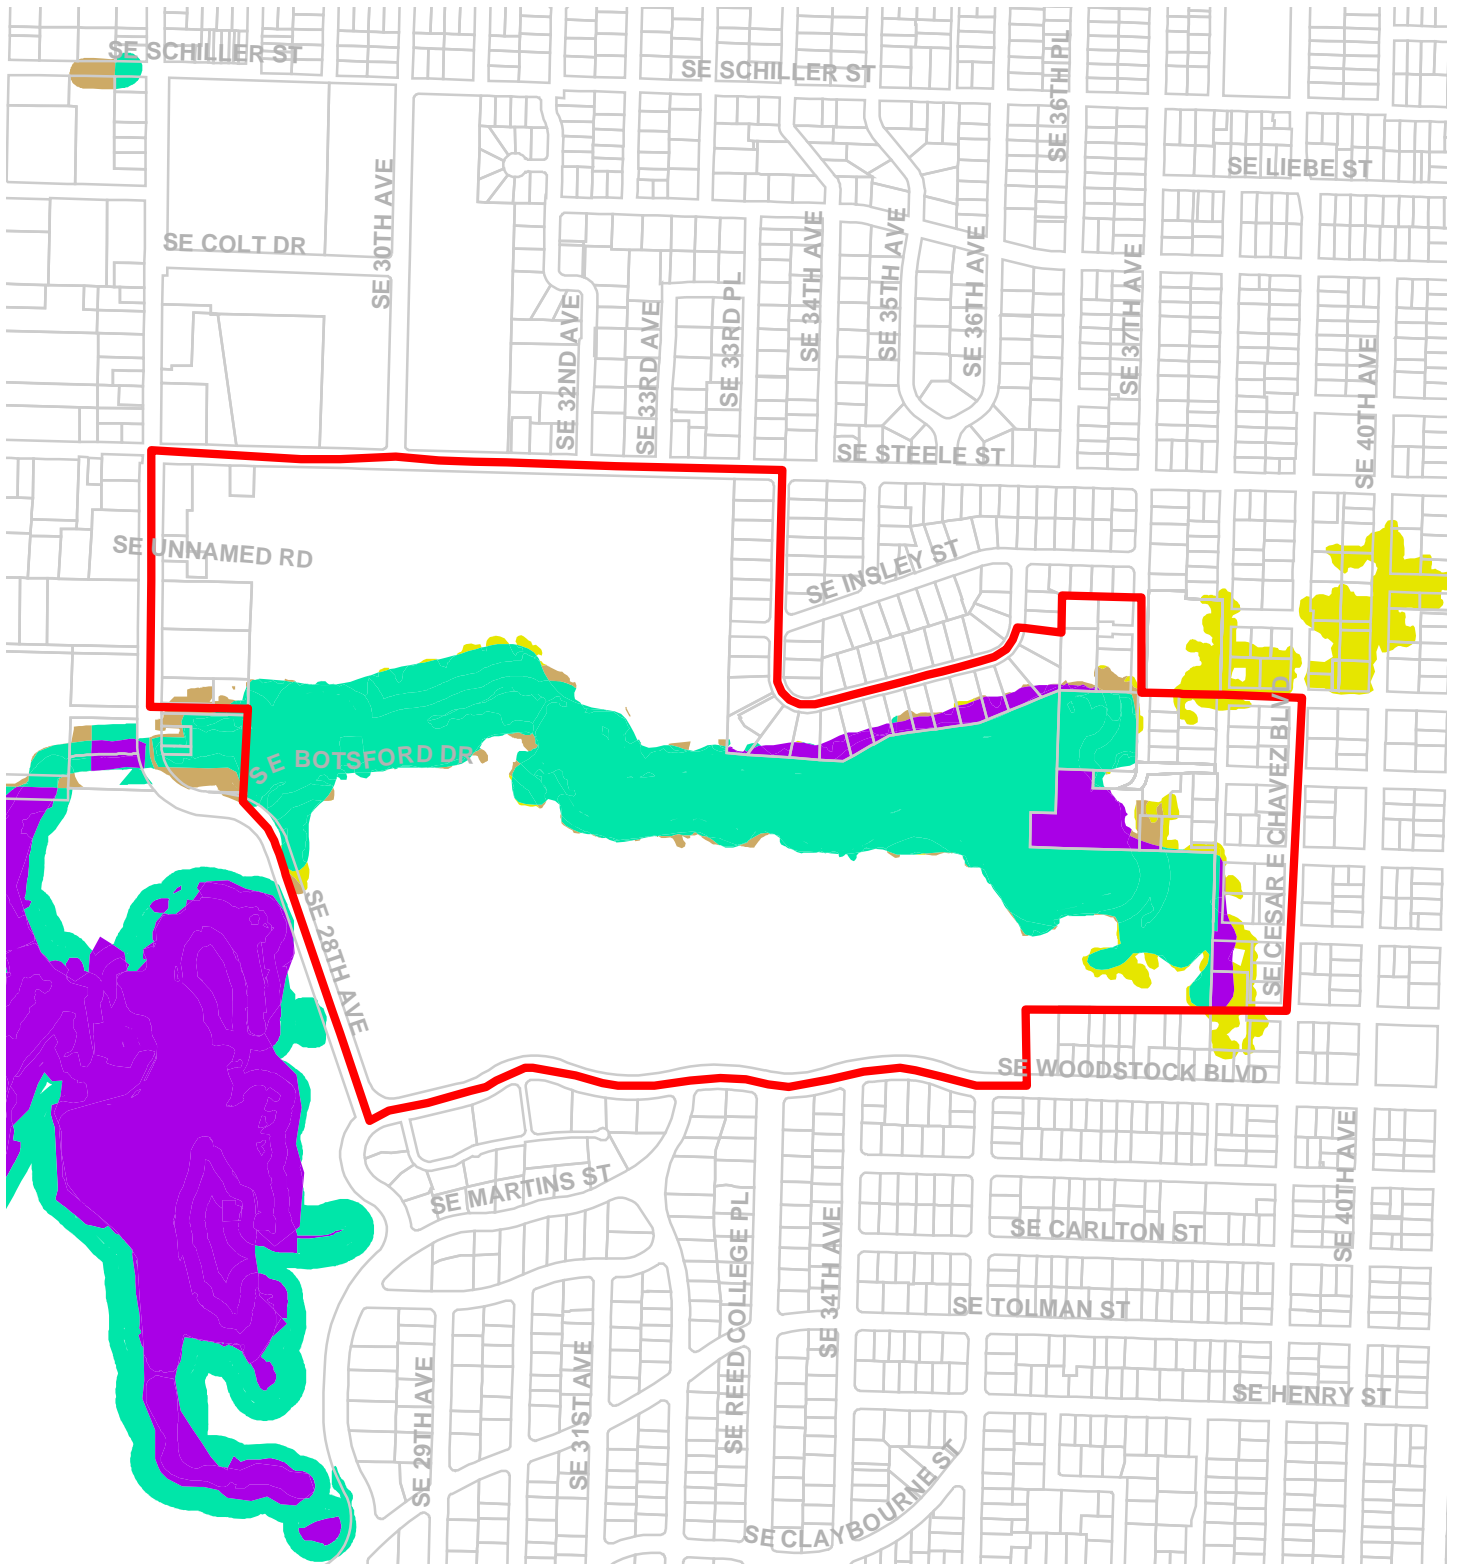 SE SCHILLER ST
SE SCHILLER ST
SE 36TH PL
SE LIEBE ST
SE 30TH AVE
SE COLT DR
SE 34TH AVE
SE 35TH AVE
SE 36TH AVE
SE 37TH AVE
SE 33RD PL
SE 32ND AVE
SE 33RD AVE
SE 40TH AVE
SE STEELE ST
SE UNNAMED RD
SE INSLEY ST
SE BOTSFORD DR
SE CESAR E CHAVEZ BLVD
SE 28TH AVE
SE WOODSTOCK BLVD
SE 40TH AVE
SE MARTINS ST
SE REED COLLEGE PL
SE 34TH AVE
SE CARLTON ST
SE TOLMAN ST
SE 29TH AVE
SE 31ST AVE
SE HENRY ST
SE CLAYBOURNE ST